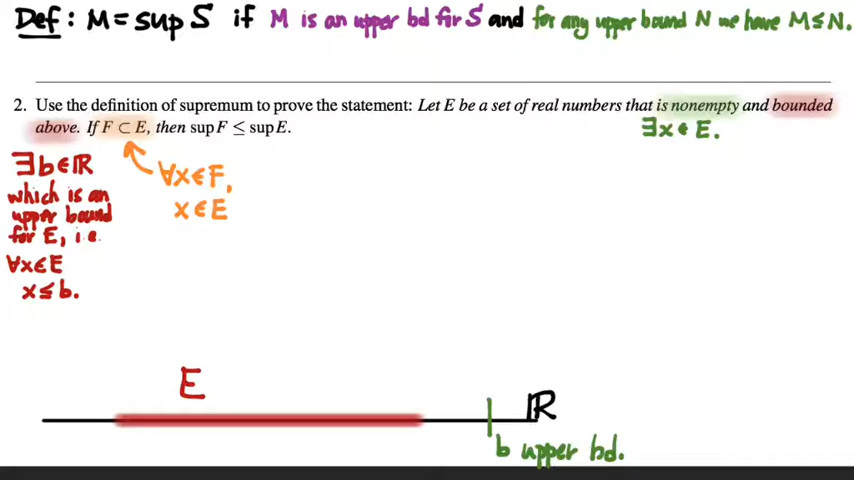 Def: M = sup S if M is an upper bd for S and for any upper bound N we have M ≤ N.
2. Use the definition of supremum to prove the statement: Let E be a set of real numbers that is nonempty and bounded
above. If F ⊂ E, then sup F ≤ sup E.
∃x ∈ E.
∃b∈ℝ
which is an
upper bound
for E, i.e.
∀x∈E
x≤b.
∀x∈F,
x∈E
E
ℝ
b upper bd.